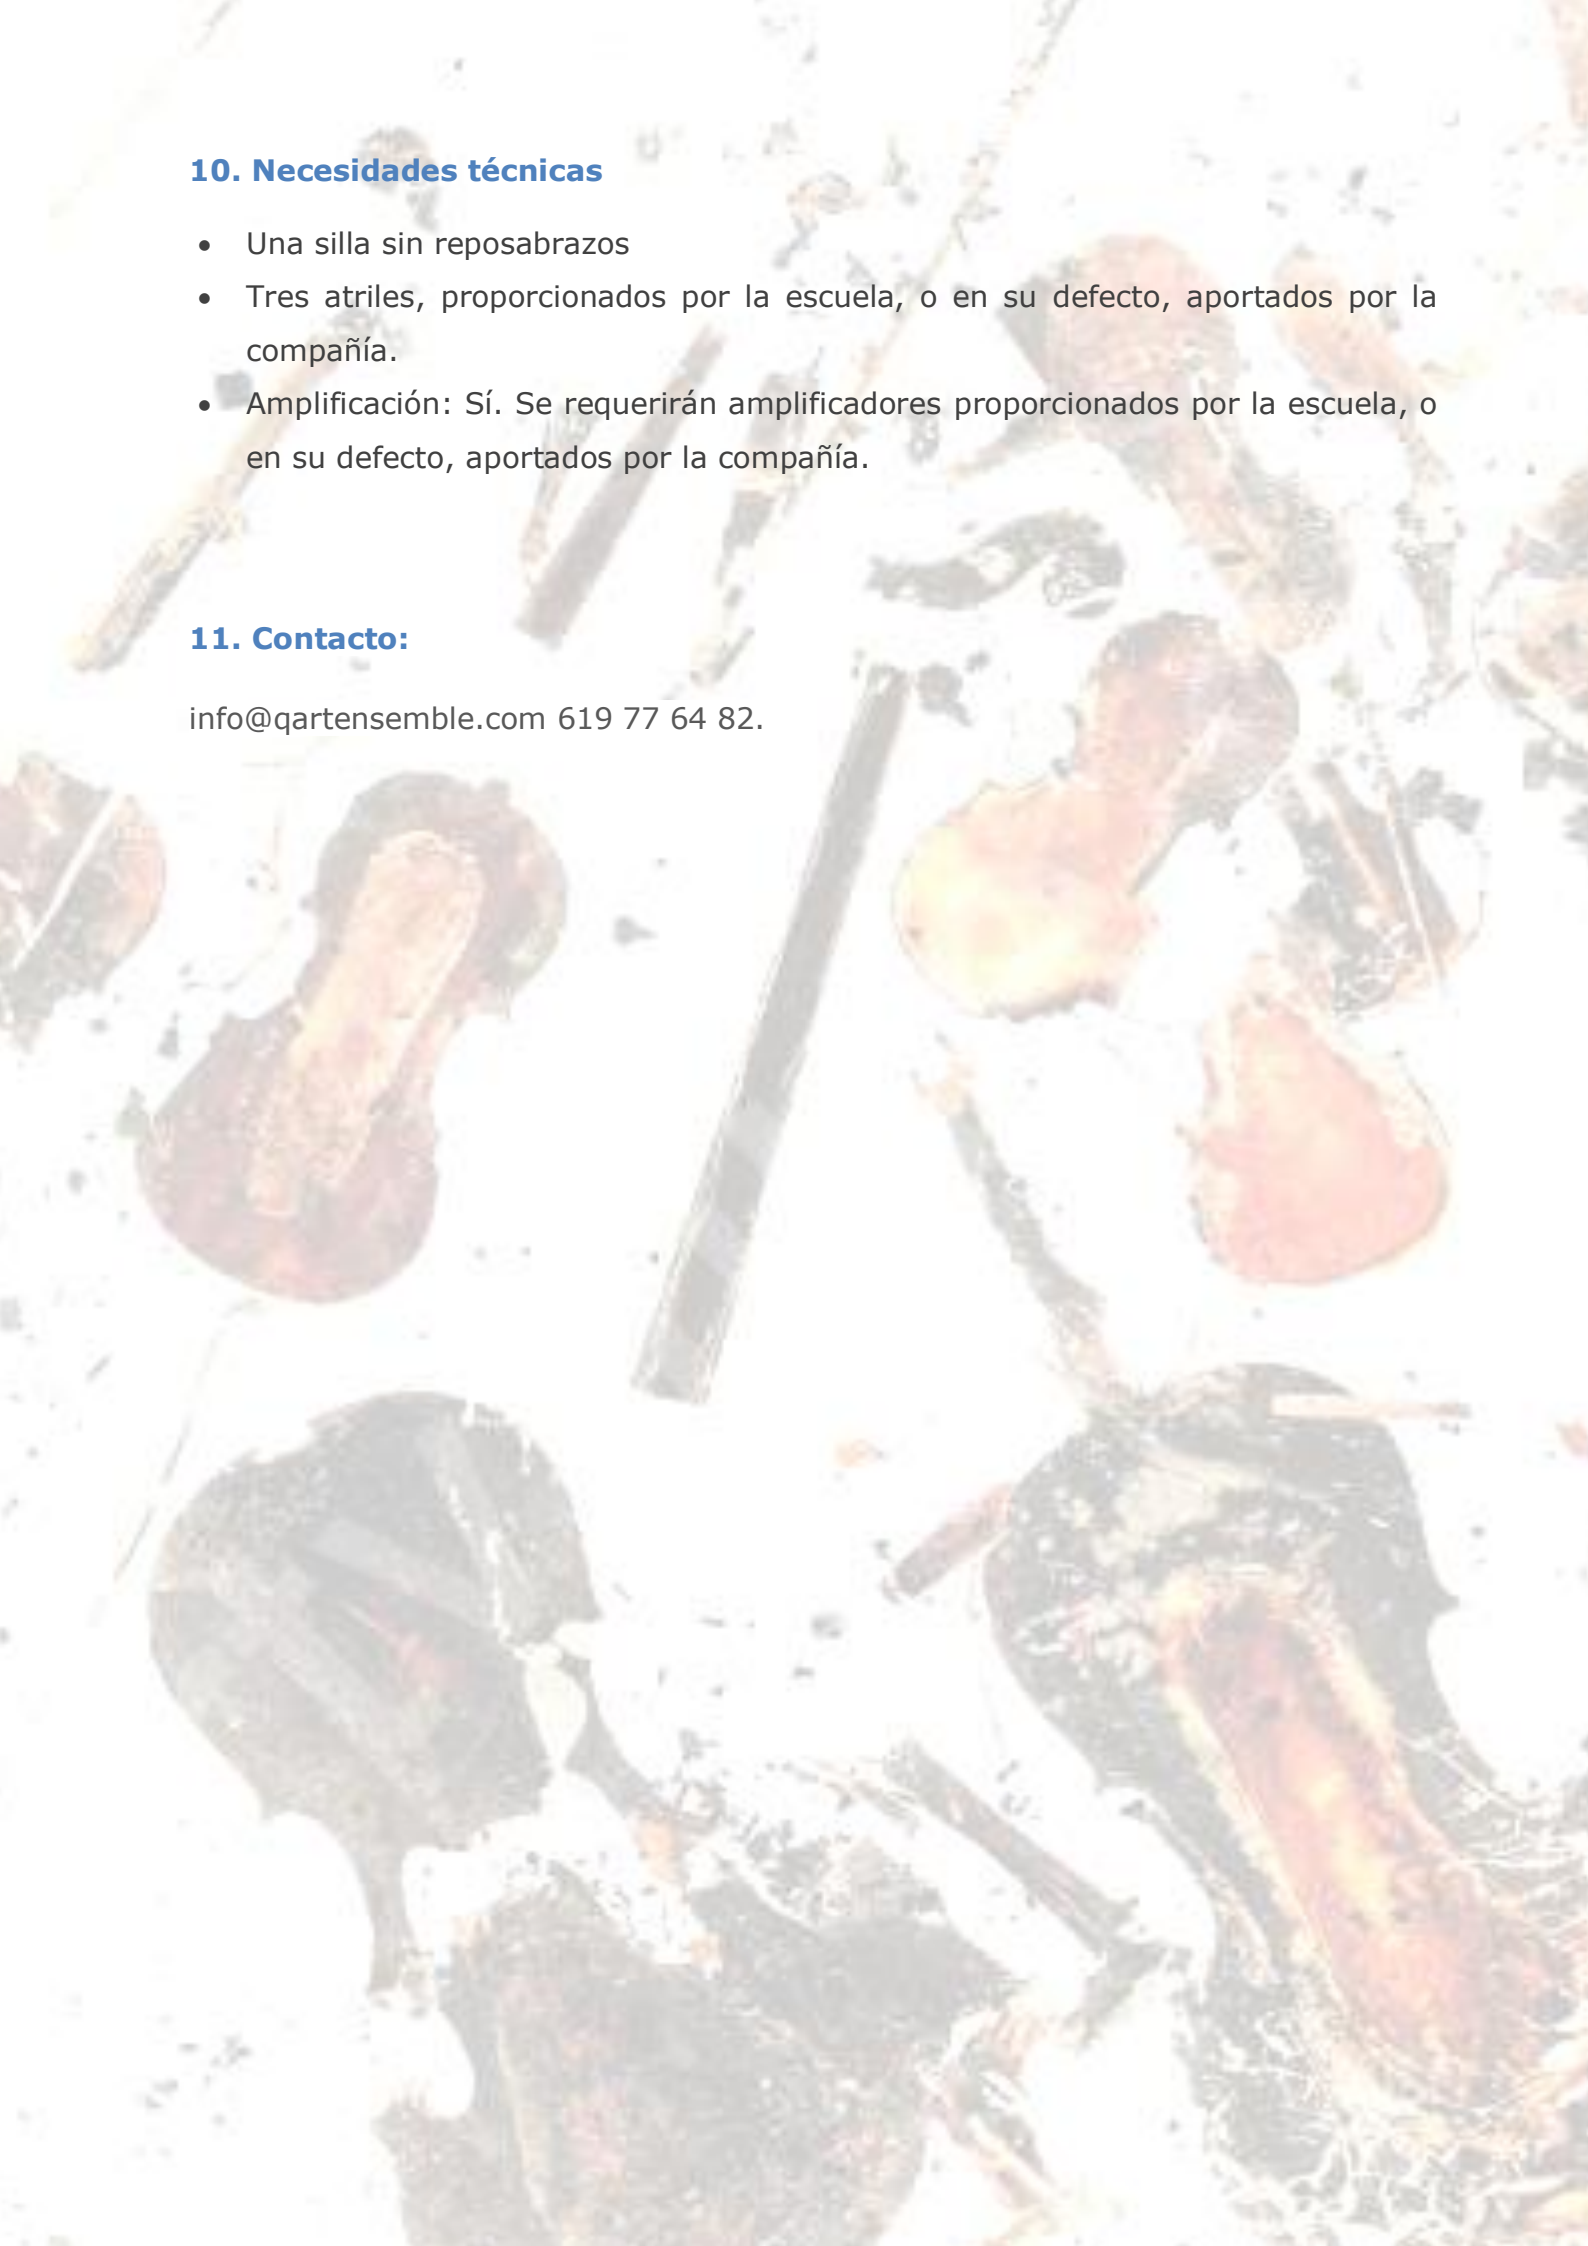 10. Necesidades técnicas
• Una silla sin reposabrazos
• Tres atriles, proporcionados por la escuela, o en su defecto, aportados por la
compañía.
• Amplificación: Sí. Se requerirán amplificadores proporcionados por la escuela, o
en su defecto, aportados por la compañía.
11. Contacto:
info@qartensemble.com 619 77 64 82.